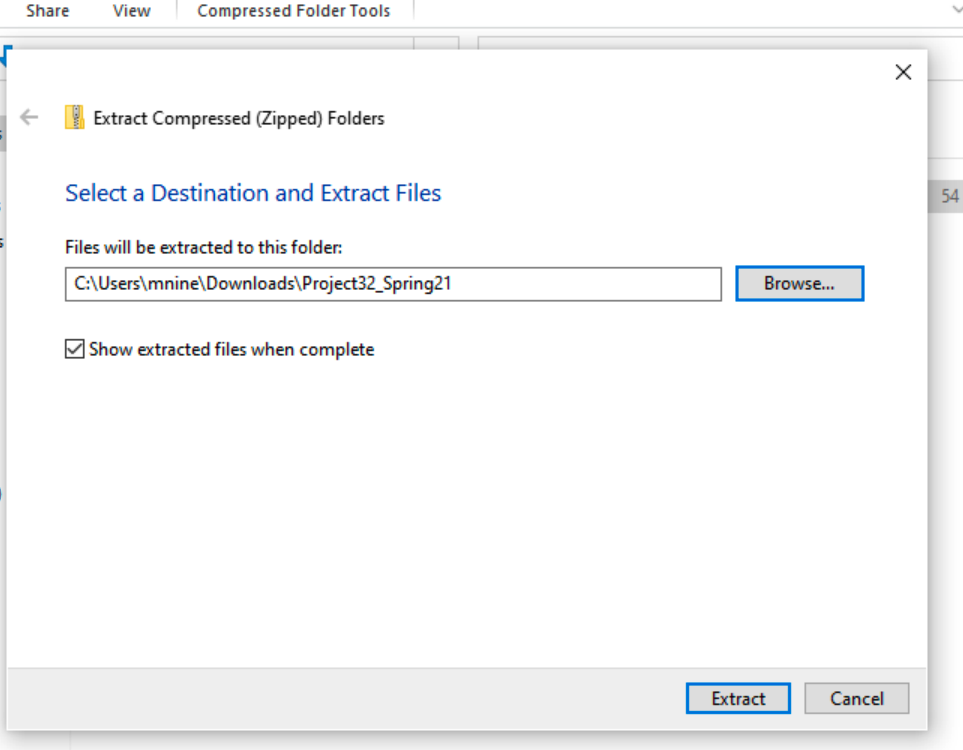 Share View Compressed Folder Tools
Extract Compressed (Zipped) Folders
Select a Destination and Extract Files
54
Files will be extracted to this folder:
C:\Users\mnine\Downloads\Project32_Spring21 Browse...
Show extracted files when complete
Extract Cancel